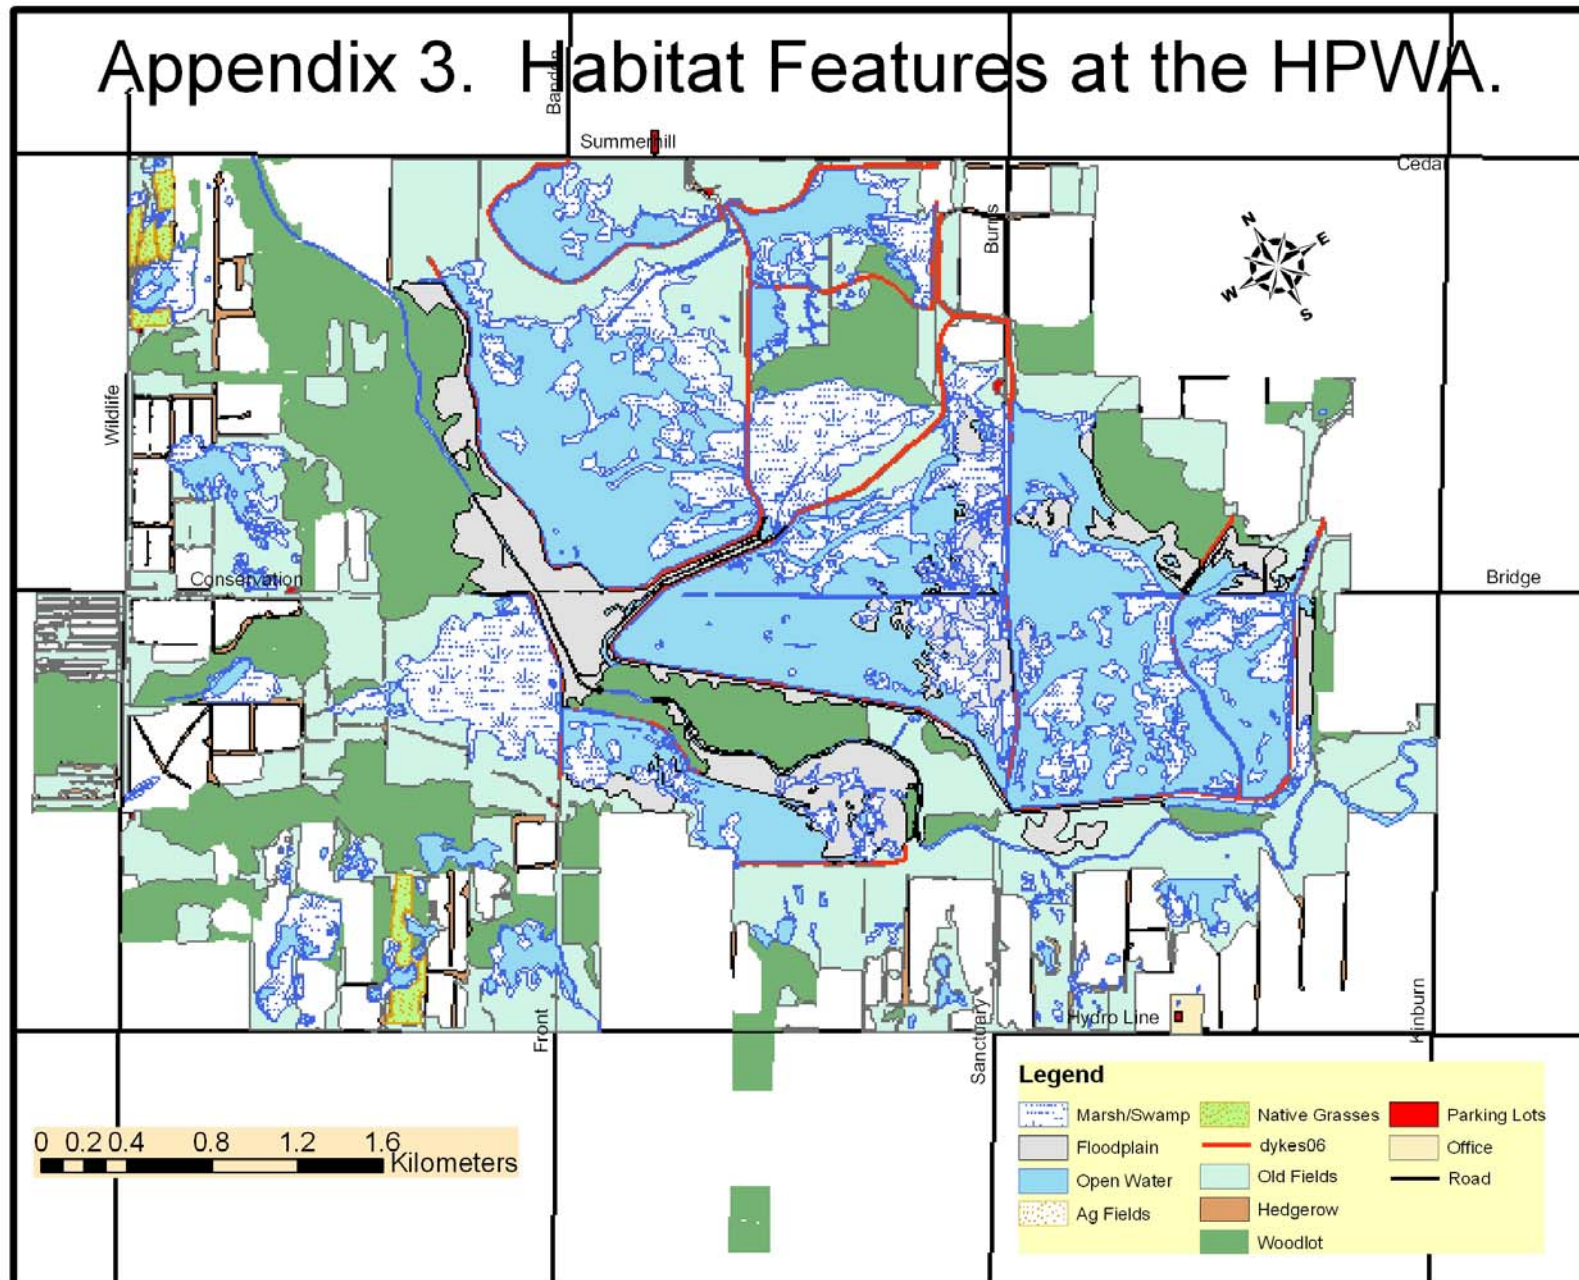 Appendix 3. Habitat Features at the HPWA.
Bandon
Summerhill
Cedar
Burns
N
E
W
S
Wildlife
Conservation
Bridge
Front
Sanctuary
Hydro Line
Kinburn
0 0.2 0.4 0.8 1.2 1.6
Kilometers
Legend
Marsh/Swamp
Floodplain
Open Water
Ag Fields
Native Grasses
dykes06
Old Fields
Hedgerow
Woodlot
Parking Lots
Office
Road